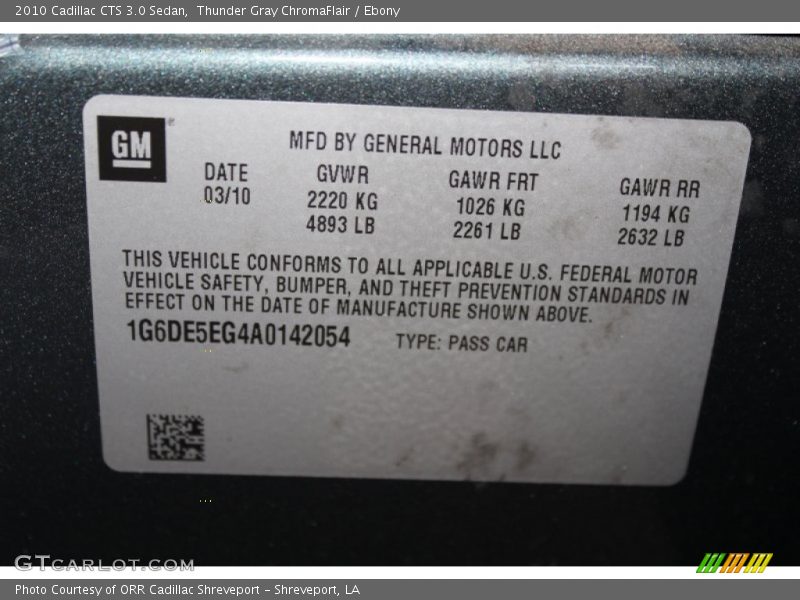 2010 Cadillac CTS 3.0 Sedan,  Thunder Gray ChromaFlair / Ebony
GM
MFD BY GENERAL MOTORS LLC
DATE GVWR GAWR FRT GAWR RR
03/10 2220 KG 1026 KG 1194 KG
4893 LB 2261 LB 2632 LB
THIS VEHICLE CONFORMS TO ALL APPLICABLE U.S. FEDERAL MOTOR
VEHICLE SAFETY, BUMPER, AND THEFT PREVENTION STANDARDS IN
EFFECT ON THE DATE OF MANUFACTURE SHOWN ABOVE.
1G6DE5EG4A0142054 TYPE: PASS CAR
GTCARLOT.COM
Photo Courtesy of ORR Cadillac Shreveport - Shreveport, LA